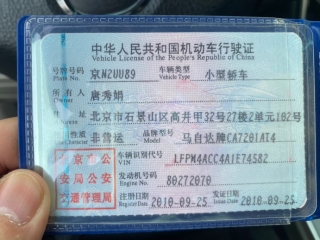 中华人民共和国机动车行驶证
Vehicle License of the People's Republic of China
号牌号码 京N2UU89 车辆类型 小型轿车
Plate No. Vehicle Type
所有人 唐秀娟
Owner
住址 北京市石景山区高井甲32号27楼2单元102号
Address
使用性质 非营运 品牌型号 马自达牌CA7201AT4
Use Character Model
北京市公 车辆识别代号 LFPM4ACC4A1E74582
VIN
安局公安 发动机号码 80272070
Engine No.
交通管理局 注册日期 2010-09-25 发证日期 2010-09-25
Register Date Issue Date